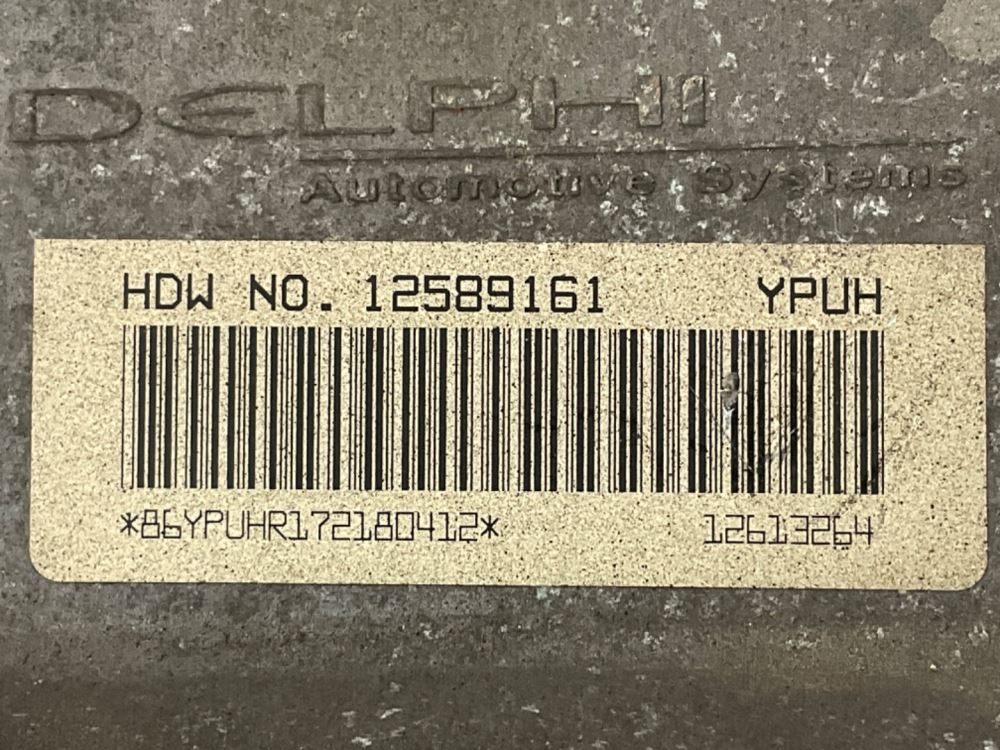 DELPHI
Automotive Systems
HDW NO. 12589161 YPUH
*86YPUHR172180412* 12613264